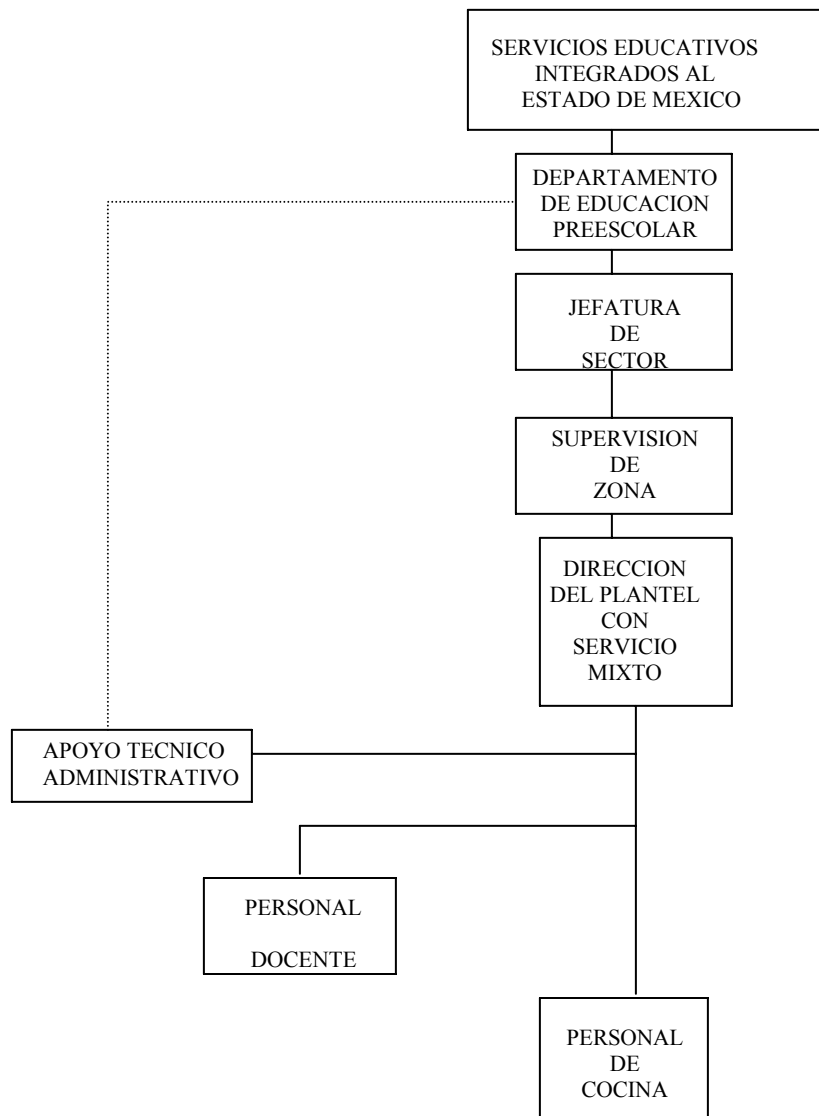 SERVICIOS EDUCATIVOS
INTEGRADOS AL
ESTADO DE MEXICO
DEPARTAMENTO
DE EDUCACION
PREESCOLAR
JEFATURA
DE
SECTOR
SUPERVISION
DE
ZONA
DIRECCION
DEL PLANTEL
CON
SERVICIO
MIXTO
APOYO TECNICO
ADMINISTRATIVO
PERSONAL
DOCENTE
PERSONAL
DE
COCINA